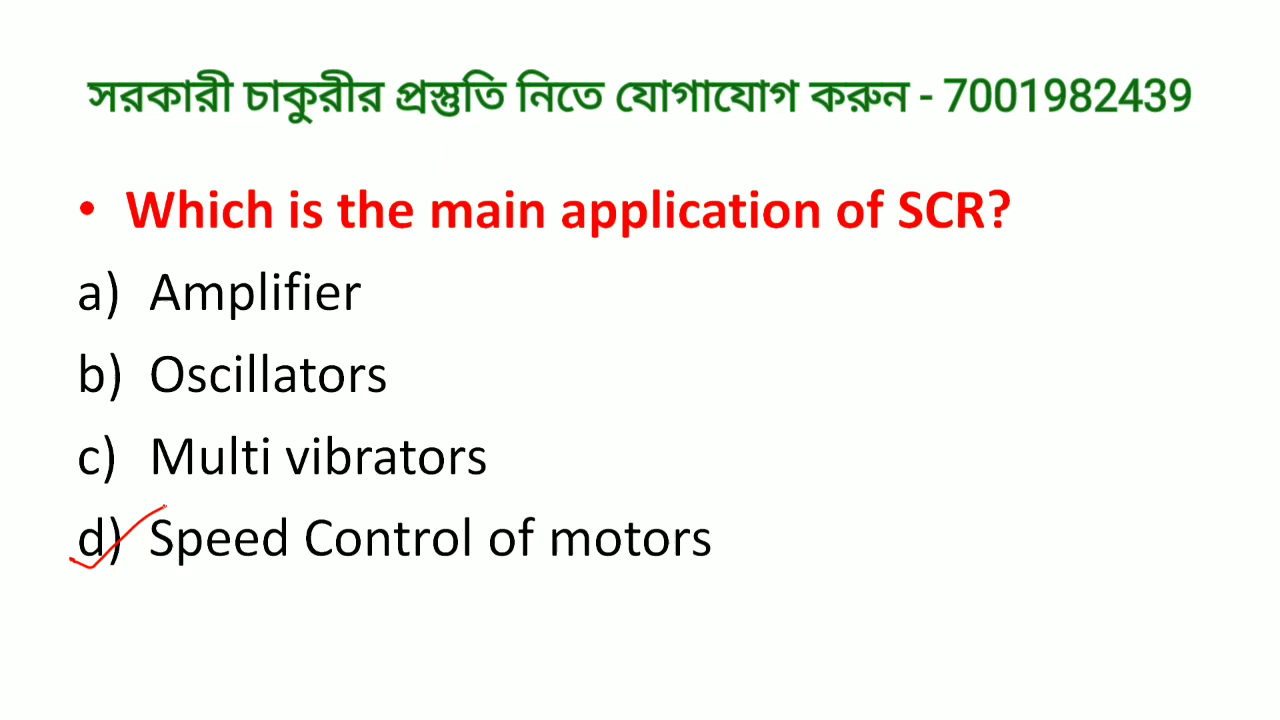 সরকারী চাকুরীর প্রস্তুতি নিতে যোগাযোগ করুন - 7001982439
• Which is the main application of SCR?
a) Amplifier
b) Oscillators
c) Multi vibrators
d) Speed Control of motors